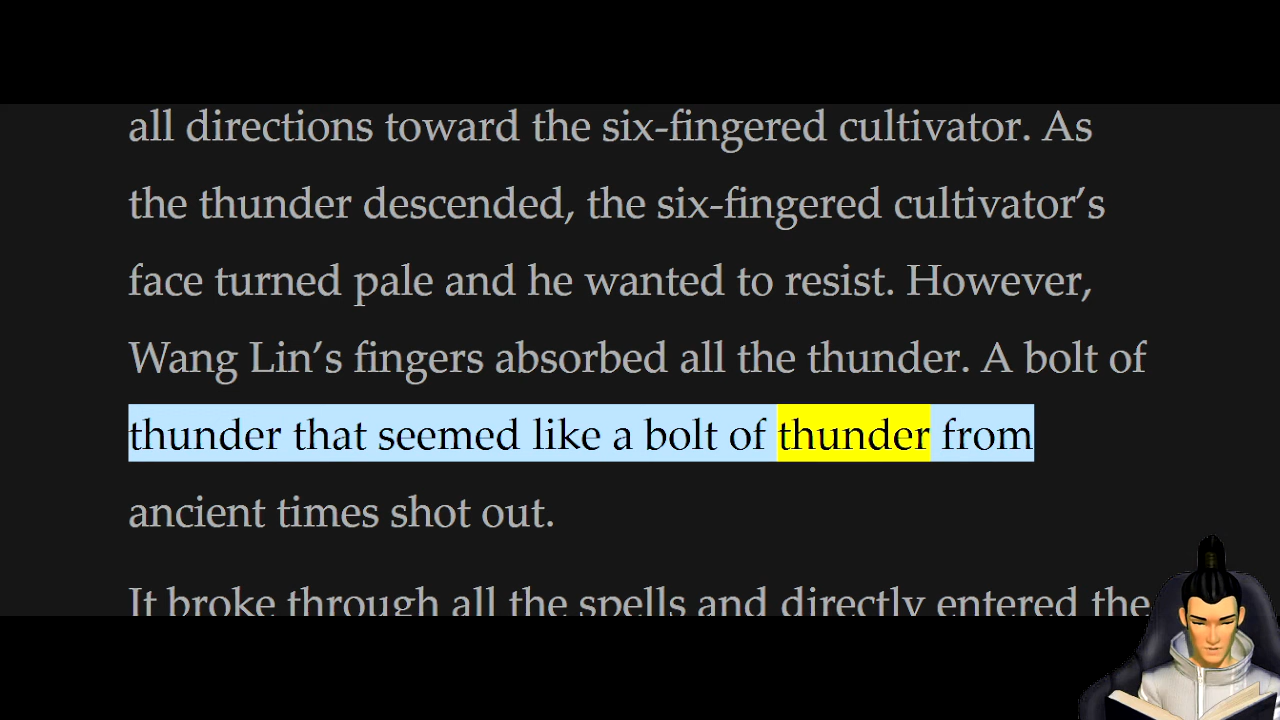 all directions toward the six-fingered cultivator. As
the thunder descended, the six-fingered cultivator’s
face turned pale and he wanted to resist. However,
Wang Lin’s fingers absorbed all the thunder. A bolt of
thunder that seemed like a bolt of thunder from
ancient times shot out.
It broke through all the spells and directly entered the